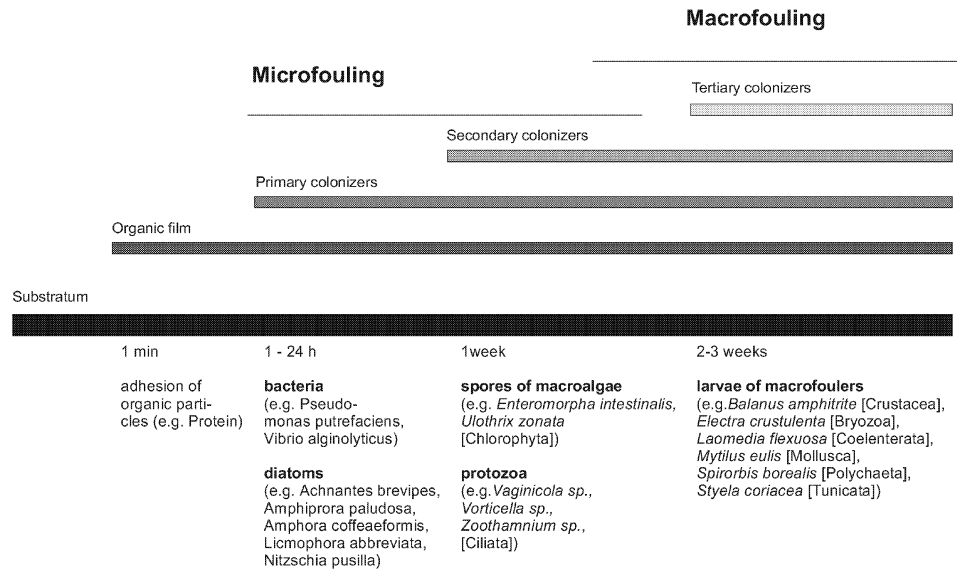 Macrofouling
Microfouling
Tertiary colonizers
Secondary colonizers
Primary colonizers
Organic film
Substratum
1 min
adhesion of
organic parti-
cles (e.g. Protein)
1 - 24 h
bacteria
(e.g. Pseudo-
monas putrefaciens,
Vibrio alginolyticus)
diatoms
(e.g. Achnantes brevipes,
Amphiprora paludosa,
Amphora coffeaeformis,
Licmophora abbreviata,
Nitzschia pusilla)
1week
spores of macroalgae
(e.g. Enteromorpha intestinalis,
Ulothrix zonata
[Chlorophyta])
protozoa
(e.g.Vaginicola sp.,
Vorticella sp.,
Zoothamnium sp.,
[Ciliata])
2-3 weeks
larvae of macrofoulers
(e.g.Balanus amphitrite [Crustacea],
Electra crustulenta [Bryozoa],
Laomedia flexuosa [Coelenterata],
Mytilus eulis [Mollusca],
Spirorbis borealis [Polychaeta],
Styela coriacea [Tunicata])